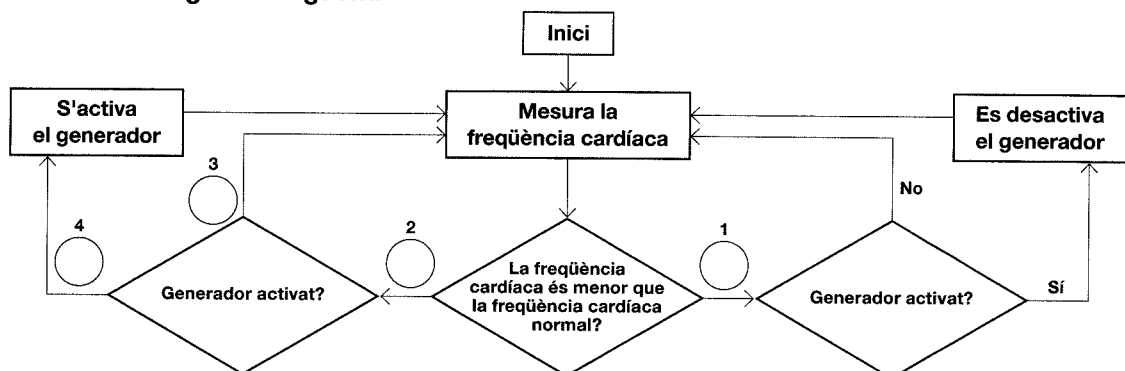 Inici
S'activa
el generador
Mesura la
freqüència cardíaca
Es desactiva
el generador
3
No
4
2
1
Generador activat?
La freqüència
cardíaca és menor que
la freqüència cardíaca
normal?
Generador activat?
Sí